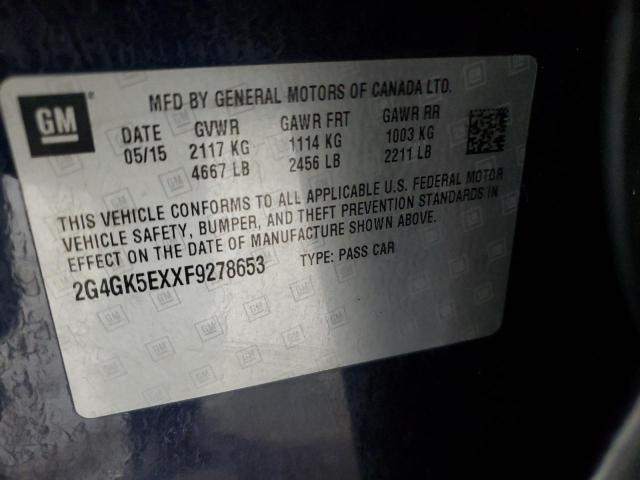 GM
MFD BY GENERAL MOTORS OF CANADA LTD.
DATE GVWR GAWR FRT GAWR RR
05/15 2117 KG 1114 KG 1003 KG
4667 LB 2456 LB 2211 LB
THIS VEHICLE CONFORMS TO ALL APPLICABLE U.S. FEDERAL MOTOR
VEHICLE SAFETY, BUMPER, AND THEFT PREVENTION STANDARDS IN
EFFECT ON THE DATE OF MANUFACTURE SHOWN ABOVE.
2G4GK5EXXF9278653 TYPE: PASS CAR